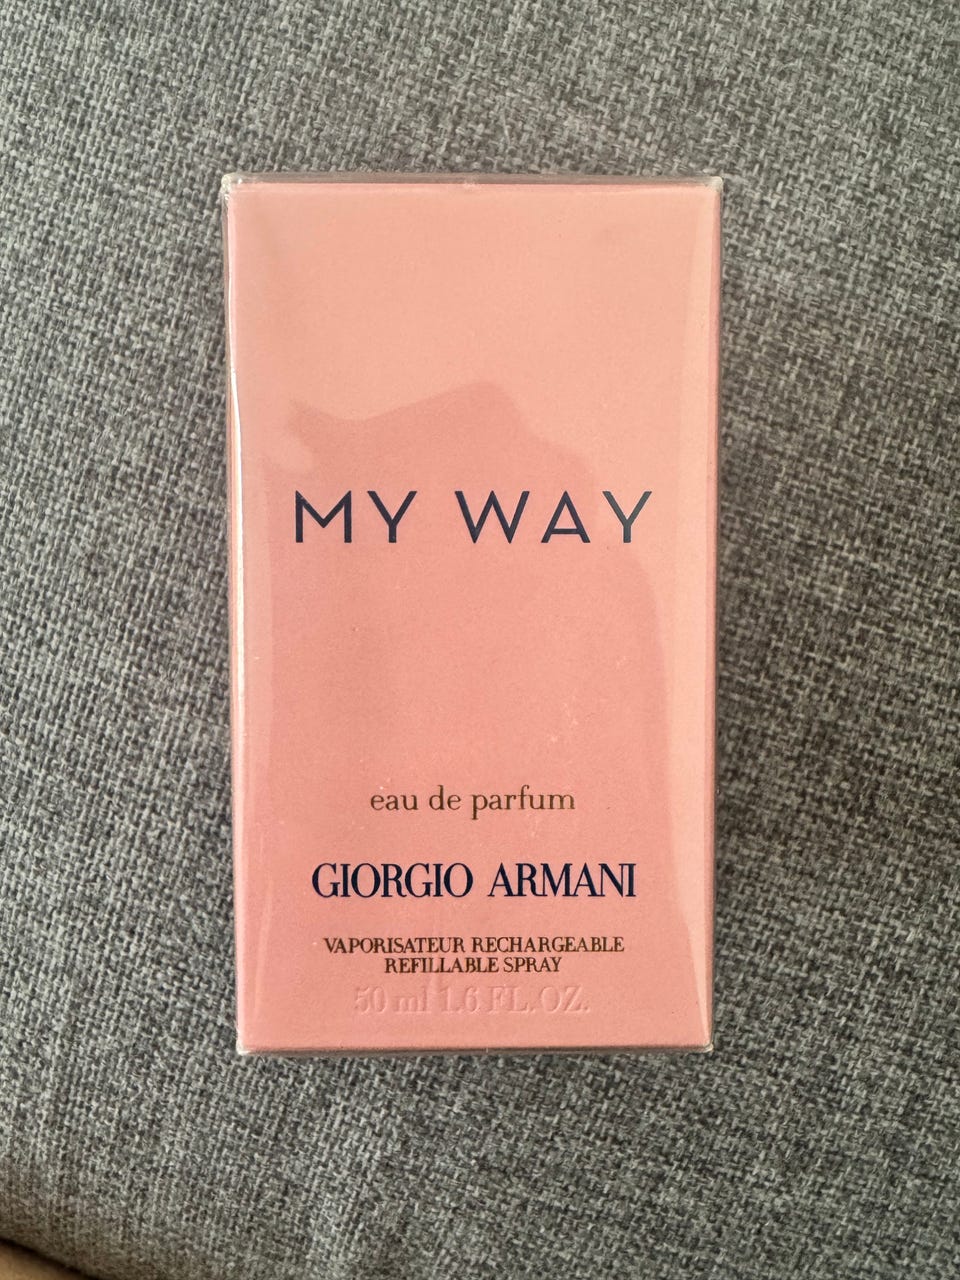 MY WAY
eau de parfum
GIORGIO ARMANI
VAPORISATEUR RECHARGEABLE
REFILLABLE SPRAY
50 ml 1.6 FL. OZ.